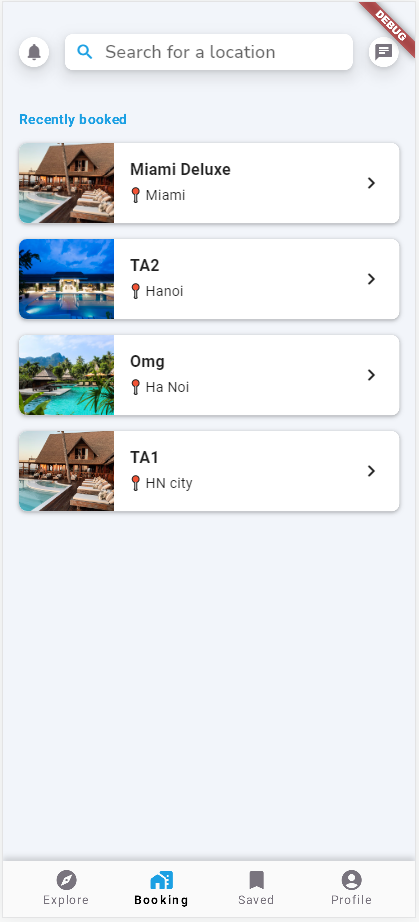 DEBUG
Search for a location
Recently booked
Miami Deluxe
Miami
TA2
Hanoi
Omg
Ha Noi
TA1
HN city
Explore
Booking
Saved
Profile